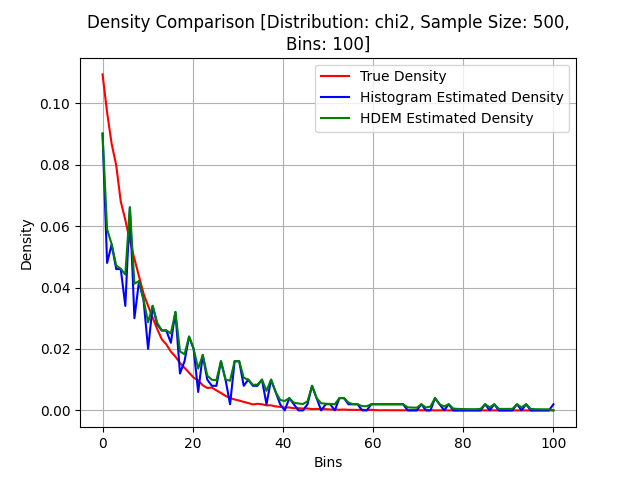 Density Comparison [Distribution: chi2, Sample Size: 500,
Bins: 100]
True Density
Histogram Estimated Density
HDEM Estimated Density
Density
0.10
0.08
0.06
0.04
0.02
0.00
0
20
40
60
80
100
Bins